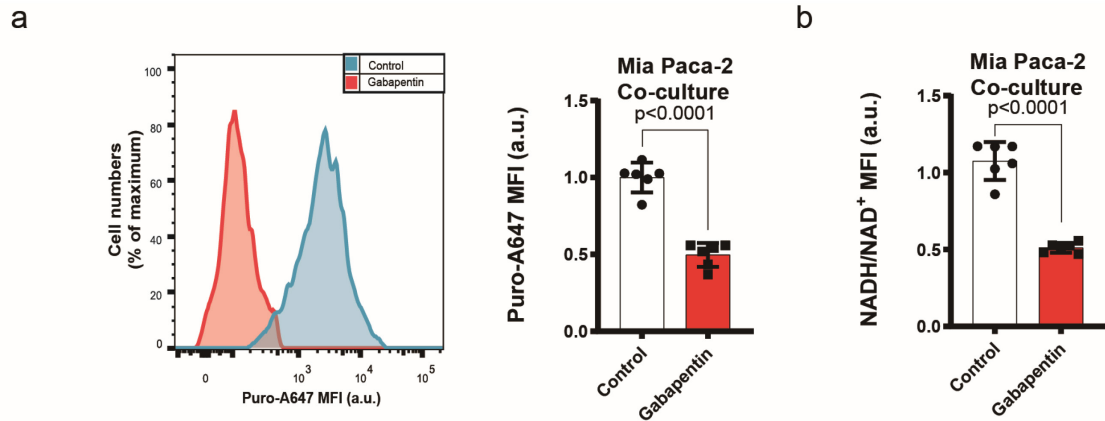 a
Control
Gabapentin
100
80
60
40
20
0
Cell numbers
(% of maximum)
0
10³
10⁴
10⁵
Puro-A647 MFI (a.u.)
Mia Paca-2
Co-culture
p<0.0001
1.5
1.0
0.5
0.0
Puro-A647 MFI (a.u.)
Control
Gabapentin
b
Mia Paca-2
Co-culture
p<0.0001
1.5
1.0
0.5
0.0
NADH/NAD⁺ MFI (a.u.)
Control
Gabapentin